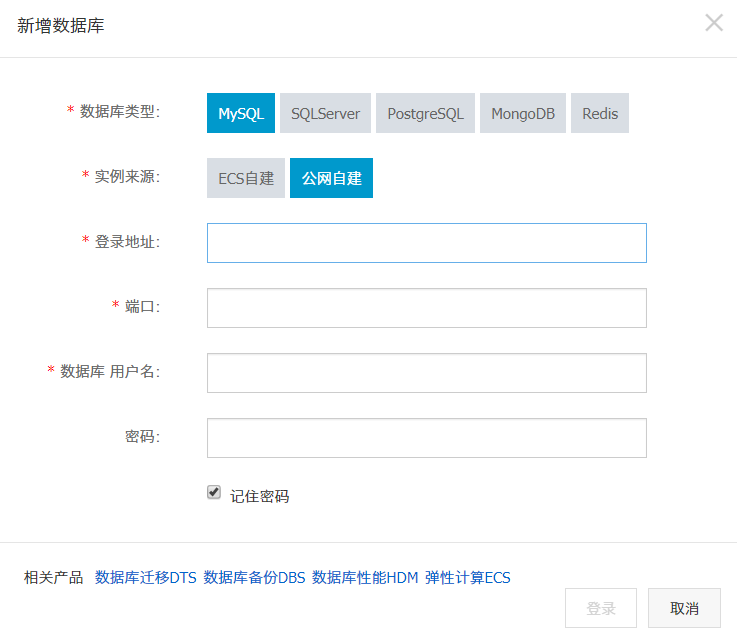 新增数据库
* 数据库类型: MySQL SQLServer PostgreSQL MongoDB Redis
* 实例来源: ECS自建 公网自建
* 登录地址:
* 端口:
* 数据库 用户名:
密码:
记住密码
相关产品 数据库迁移DTS 数据库备份DBS 数据库性能HDM 弹性计算ECS
登录 取消